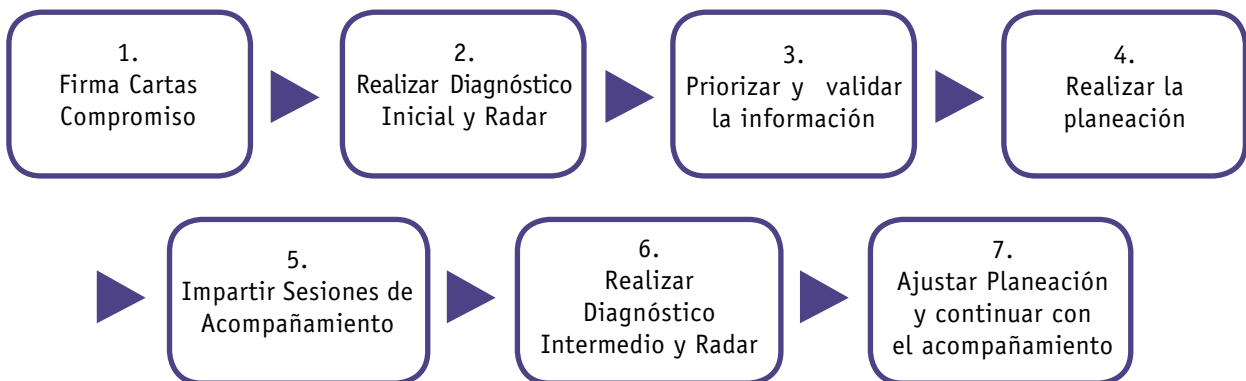 1.
Firma Cartas
Compromiso
2.
Realizar Diagnóstico
Inicial y Radar
3.
Priorizar y validar
la información
4.
Realizar la
planeación
5.
Impartir Sesiones de
Acompañamiento
6.
Realizar
Diagnóstico
Intermedio y Radar
7.
Ajustar Planeación
y continuar con
el acompañamiento